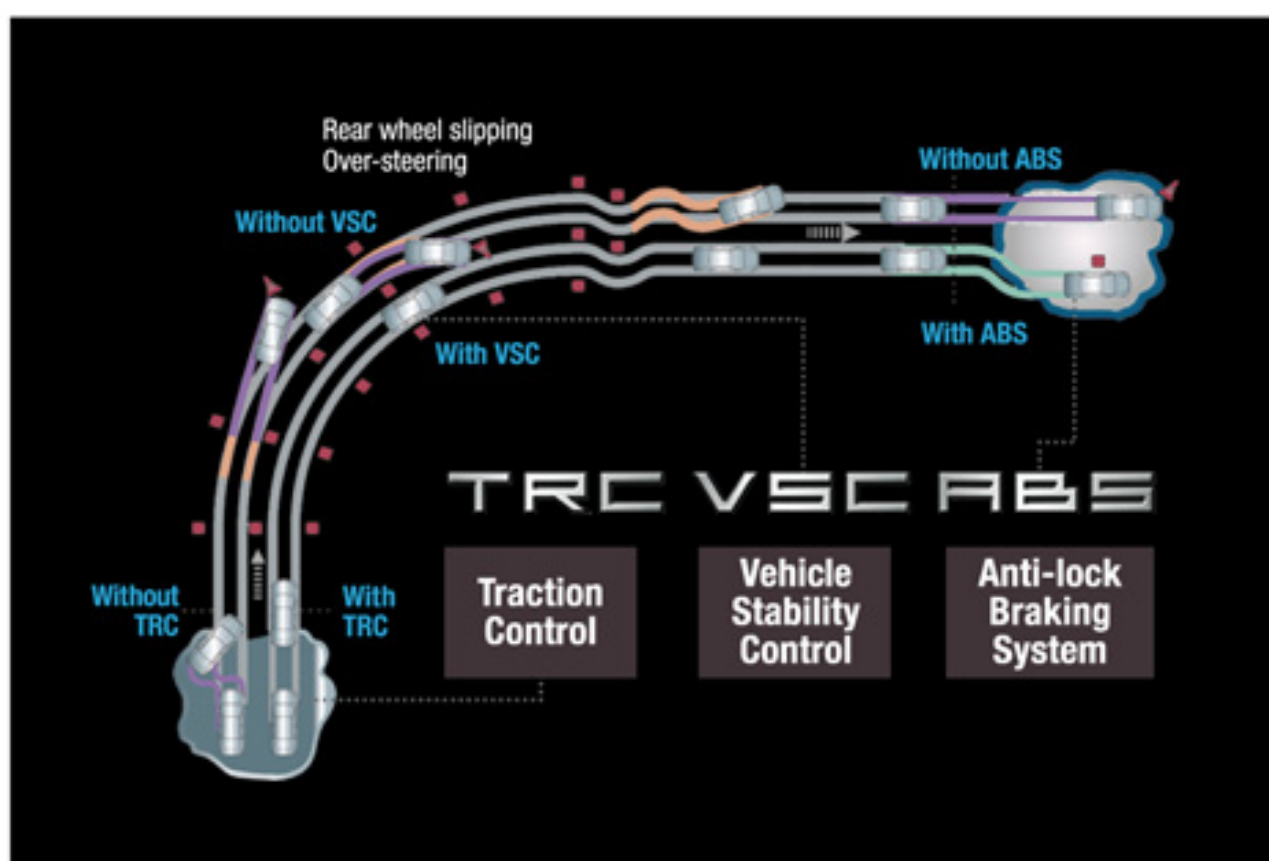 Rear wheel slipping
Over-steering
Without ABS
Without VSC
With VSC
With ABS
TRC VSC ABS
Without
TRC
With
TRC
Traction
Control
Vehicle
Stability
Control
Anti-lock
Braking
System